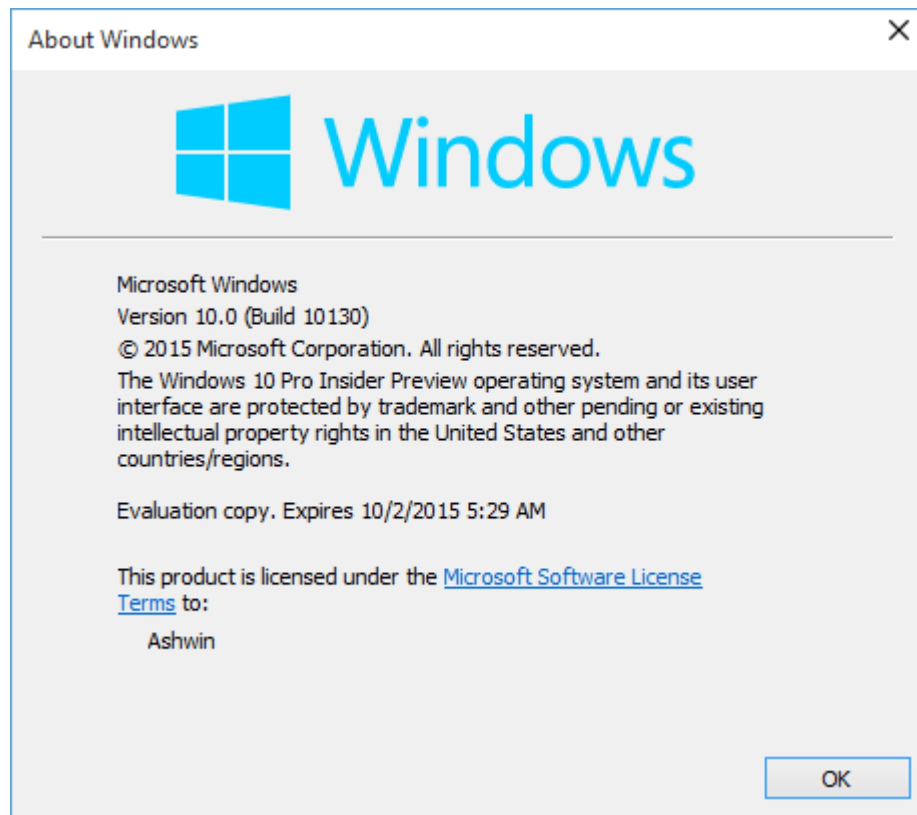 About Windows
Windows
Microsoft Windows
Version 10.0 (Build 10130)
© 2015 Microsoft Corporation. All rights reserved.
The Windows 10 Pro Insider Preview operating system and its user
interface are protected by trademark and other pending or existing
intellectual property rights in the United States and other
countries/regions.
Evaluation copy. Expires 10/2/2015 5:29 AM
This product is licensed under the Microsoft Software License
Terms to:
Ashwin
OK